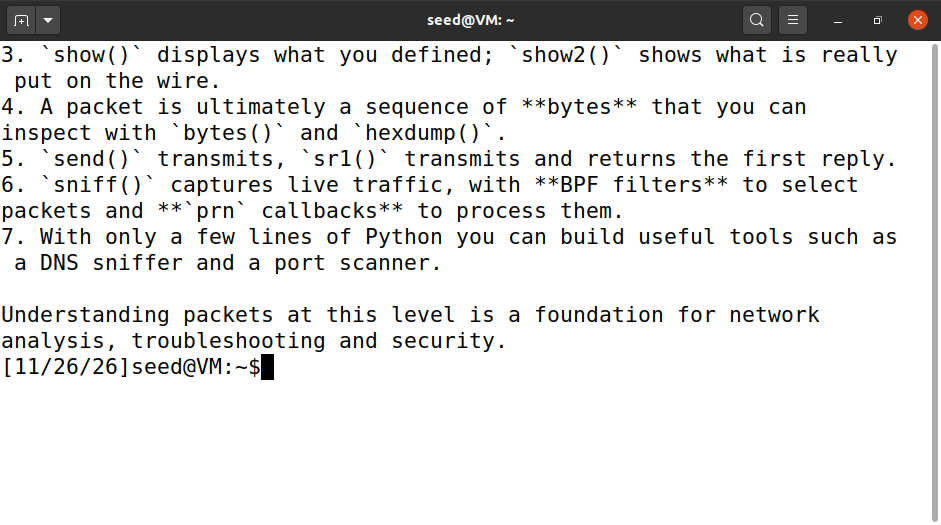 seed@VM: ~
3. `show()` displays what you defined; `show2()` shows what is really
 put on the wire.
4. A packet is ultimately a sequence of **bytes** that you can
inspect with `bytes()` and `hexdump()`.
5. `send()` transmits, `sr1()` transmits and returns the first reply.
6. `sniff()` captures live traffic, with **BPF filters** to select
packets and **`prn` callbacks** to process them.
7. With only a few lines of Python you can build useful tools such as
 a DNS sniffer and a port scanner.

Understanding packets at this level is a foundation for network
analysis, troubleshooting and security.
[11/26/26]seed@VM:~$